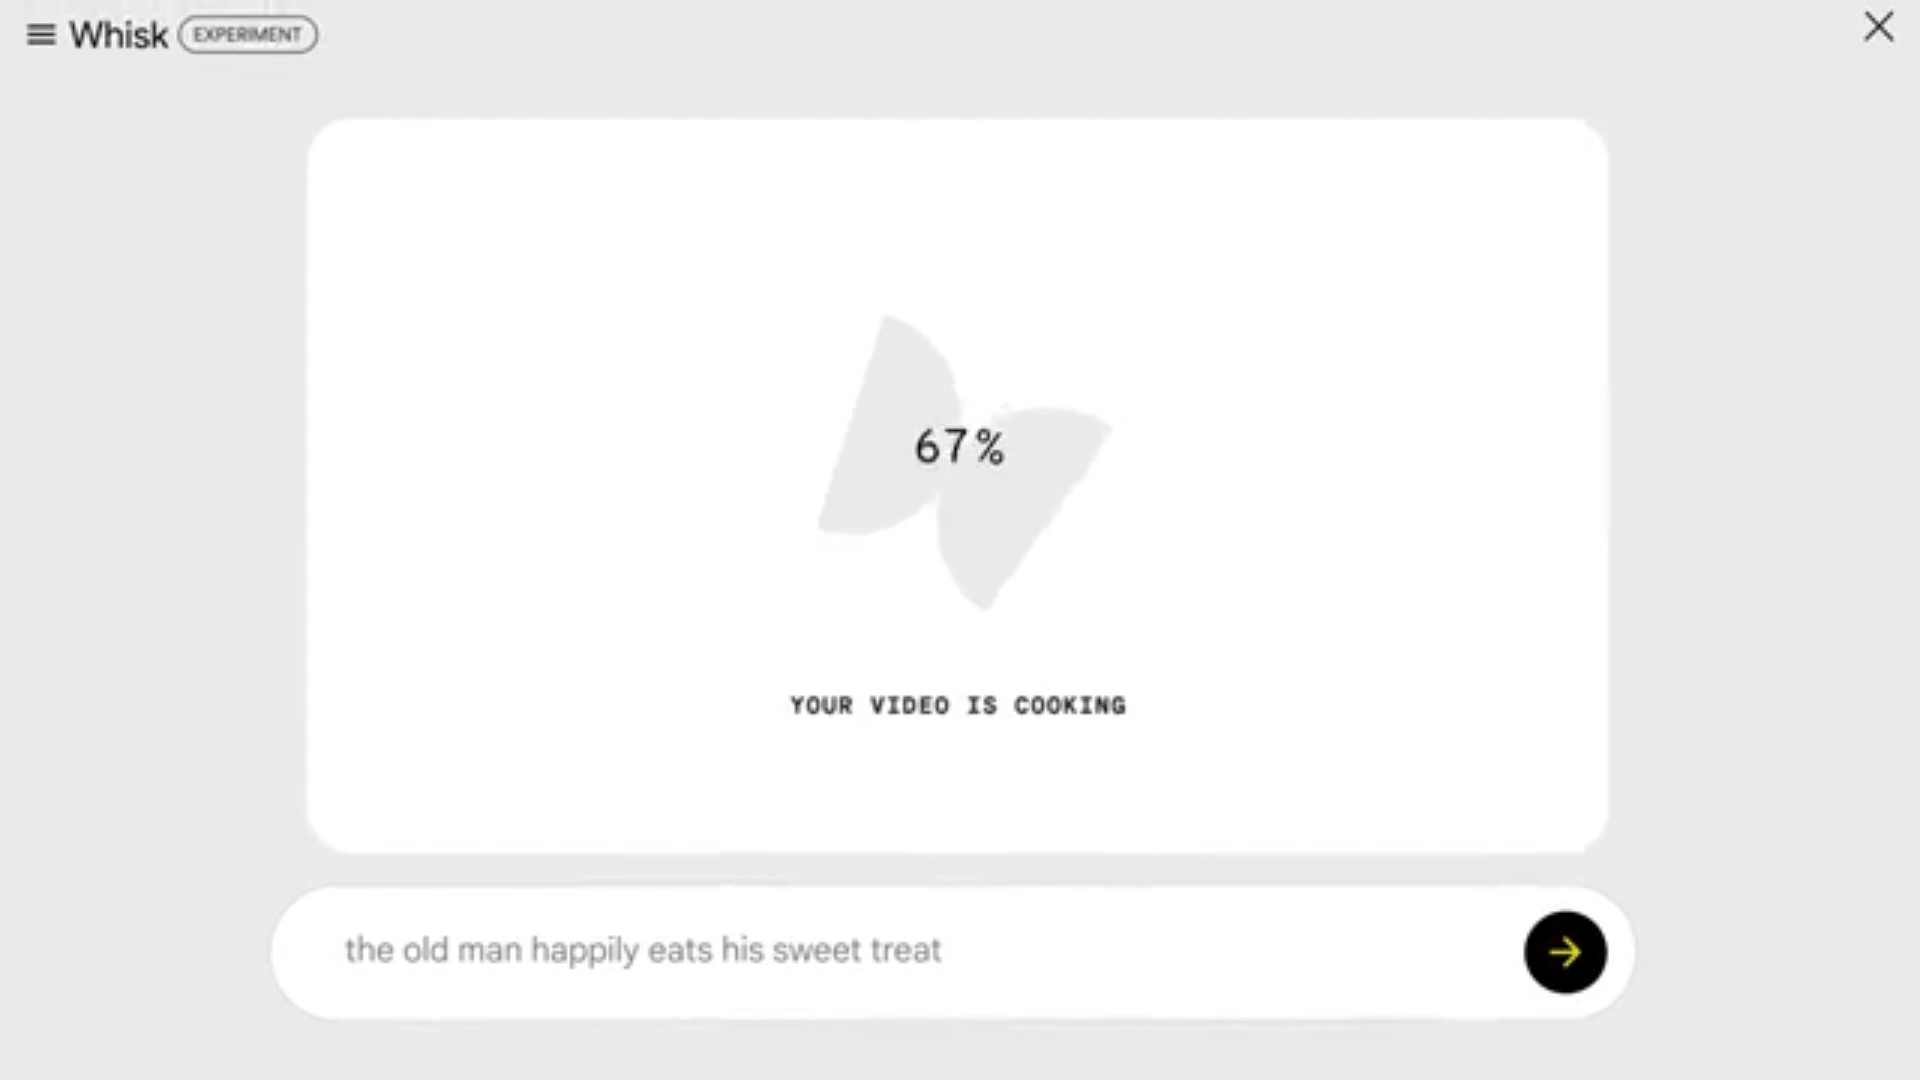 Whisk EXPERIMENT
67%
YOUR VIDEO IS COOKING
the old man happily eats his sweet treat